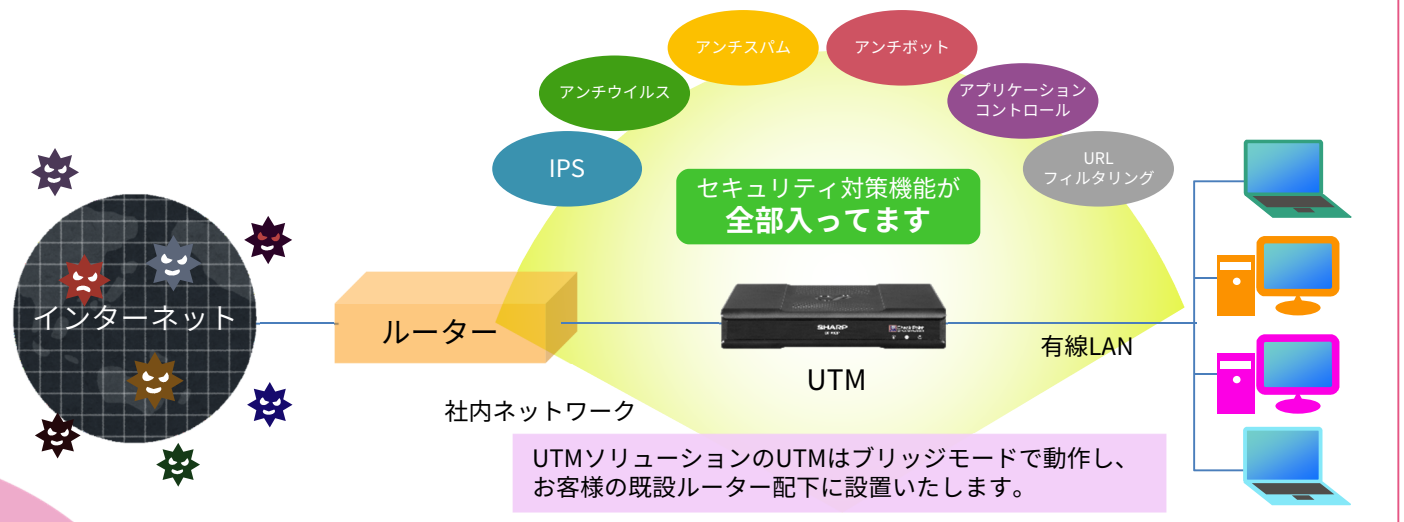 アンチスパム
アンチボット
アンチウイルス
アプリケーション
コントロール
IPS
URL
フィルタリング
セキュリティ対策機能が
全部入ってます
インターネット
ルーター
SHARP
Check Point
有線LAN
UTM
社内ネットワーク
UTMソリューションのUTMはブリッジモードで動作し、
お客様の既設ルーター配下に設置いたします。